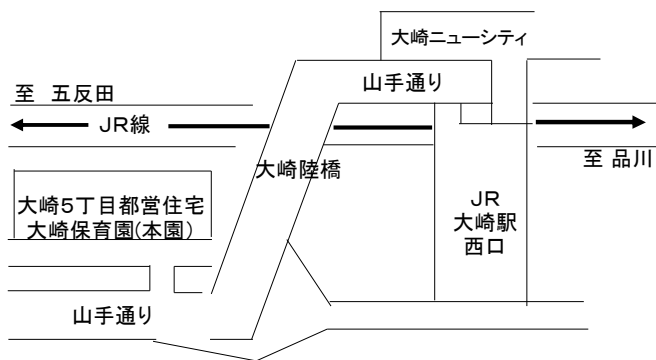 大崎ニューシティ
山手通り
至 五反田
JR線
至 品川
大崎陸橋
大崎5丁目都営住宅
大崎保育園(本園)
JR
大崎駅
西口
山手通り